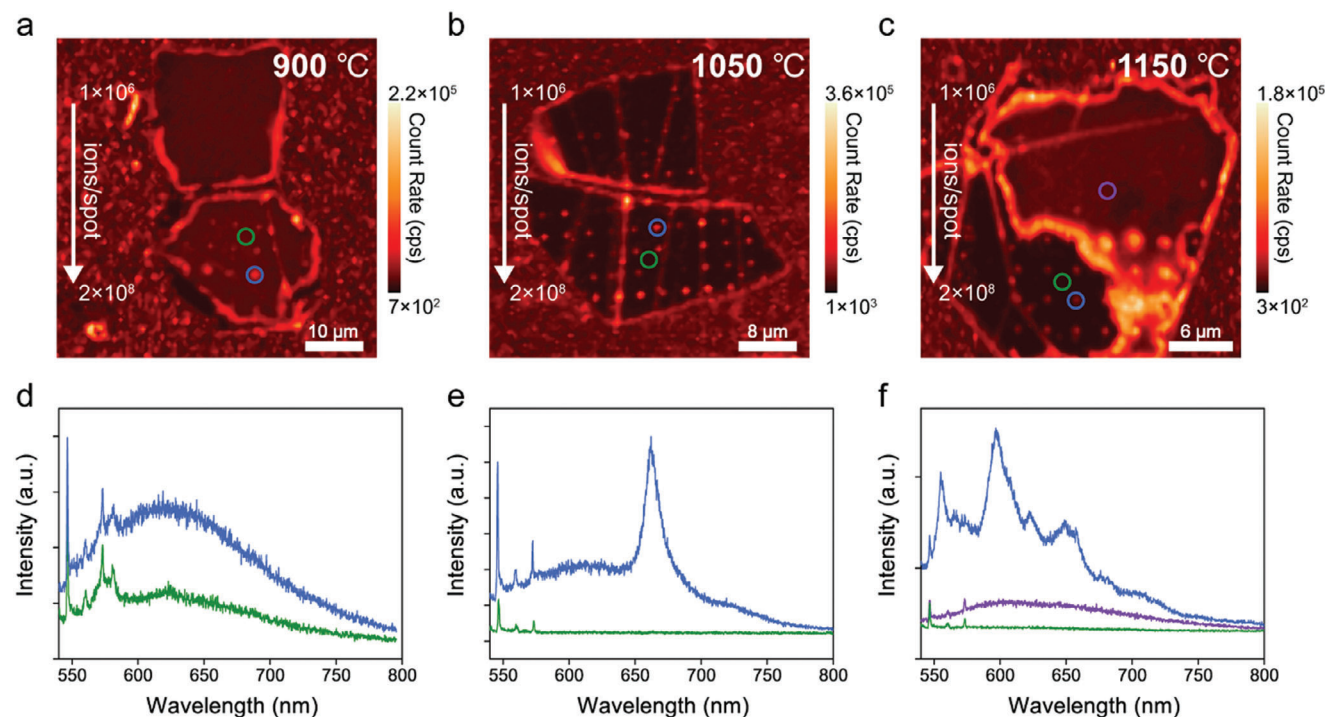 a
900 °C
1×10⁶
ions/spot
2×10⁸
10 µm
2.2×10⁵
Count Rate (cps)
7×10²
b
1050 °C
1×10⁶
ions/spot
2×10⁸
8 µm
3.6×10⁵
Count Rate (cps)
1×10³
c
1150 °C
1×10⁶
ions/spot
2×10⁸
6 µm
1.8×10⁵
Count Rate (cps)
3×10²
d
Intensity (a.u.)
550 600 650 700 750 800
Wavelength (nm)
e
Intensity (a.u.)
550 600 650 700 750 800
Wavelength (nm)
f
Intensity (a.u.)
550 600 650 700 750 800
Wavelength (nm)